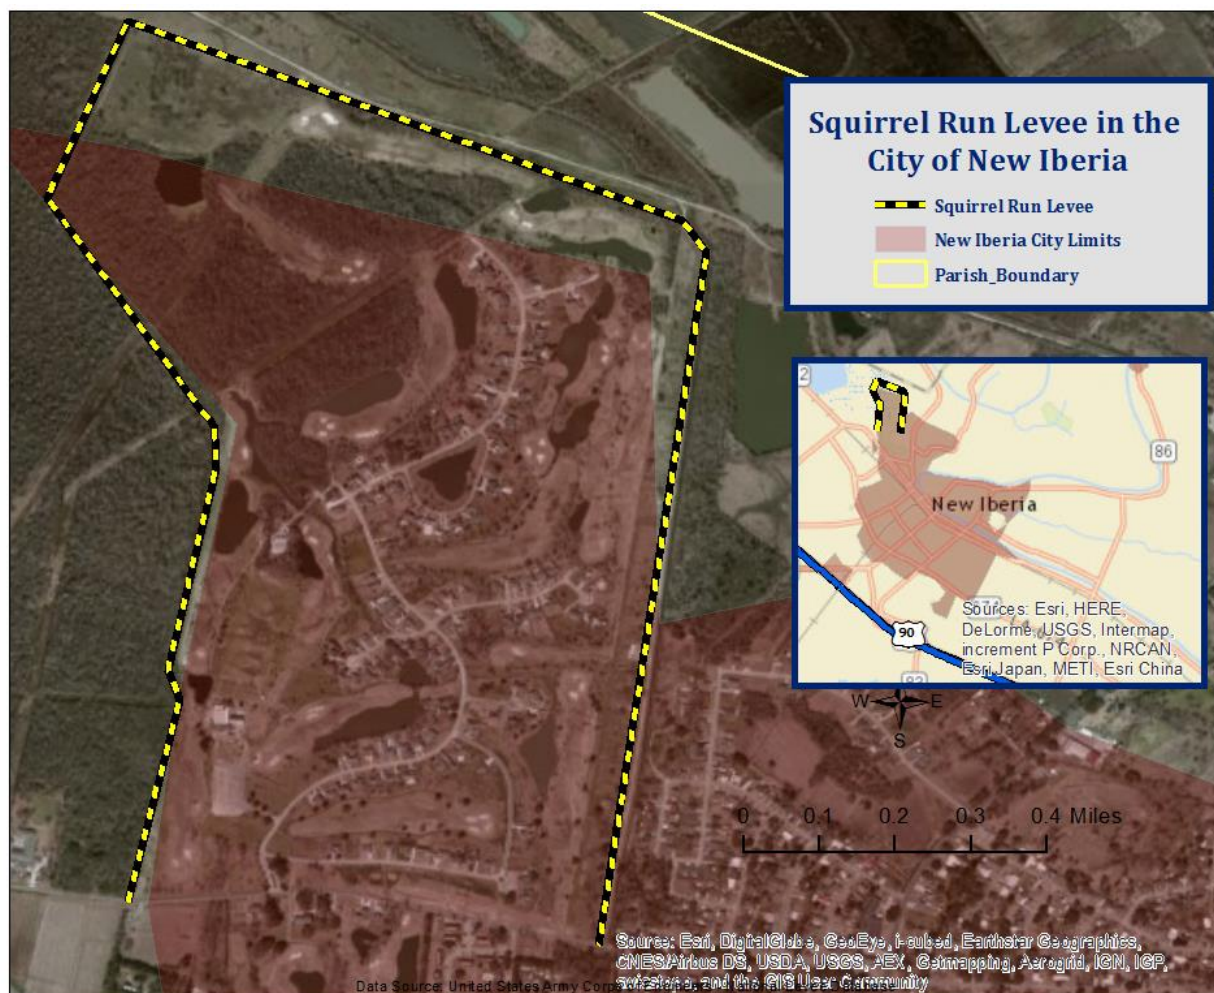 Squirrel Run Levee in the
City of New Iberia
Squirrel Run Levee
New Iberia City Limits
Parish_Boundary
2
86
New Iberia
90
Sources: Esri, HERE,
DeLorme, USGS, Intermap,
increment P Corp., NRCAN,
Esri Japan, METI, Esri China
W E
S
0 0.1 0.2 0.3 0.4 Miles
Source: Esri, DigitalGlobe, GeoEye, i-cubed, Earthstar Geographics,
CNES/Airbus DS, USDA, USGS, AEX, Getmapping, Aerogrid, IGN, IGP,
swisstopo, and the GIS User Community
Data Source: United States Army Corps